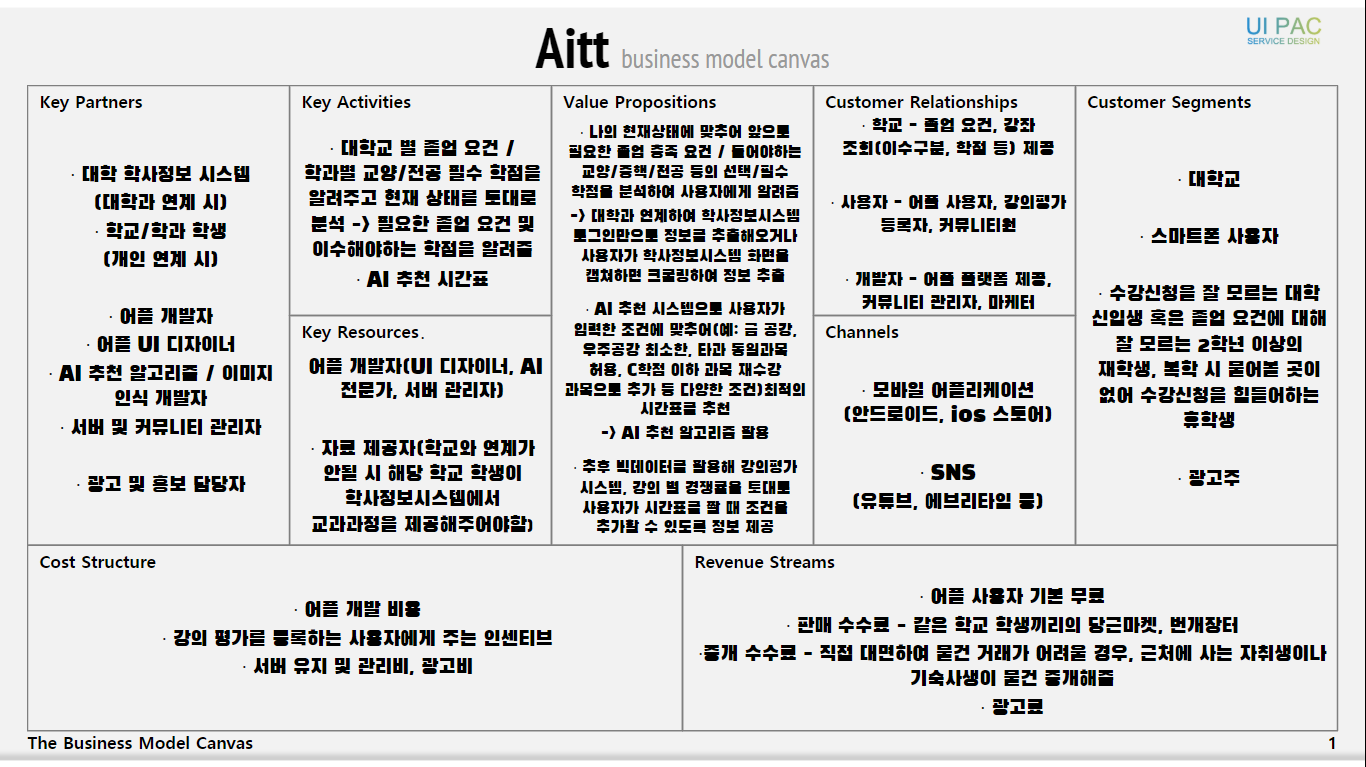 UI PAC
SERVICE DESIGN
Aitt business model canvas
Key Partners
· 대학 학사정보 시스템
(대학과 연계 시)
· 학교/학과 학생
(개인 연계 시)
· 어플 개발자
· 어플 UI 디자이너
· AI 추천 알고리즘 / 이미지
인식 개발자
· 서버 및 커뮤니티 관리자
· 광고 및 홍보 담당자
Key Activities
· 대학교 별 졸업 요건 /
학과별 교양/전공 필수 학점을
알려주고 현재 상태를 토대로
분석 -> 필요한 졸업 요건 및
이수해야하는 학점을 알려줌
· AI 추천 시간표
Key Resources.
어플 개발자(UI 디자이너, AI
전문가, 서버 관리자)
· 자료 제공자(학교와 연계가
안될 시 해당 학교 학생이
학사정보시스템에서
교과과정을 제공해주어야함)
Value Propositions
· 나의 현재상태에 맞추어 앞으로
필요한 졸업 충족 요건 / 들어야하는
교양/중핵/전공 등의 선택/필수
학점을 분석하여 사용자에게 알려줌
-> 대학과 연계하여 학사정보시스템
로그인만으로 정보를 추출해오거나
사용자가 학사정보시스템 화면을
캡쳐하면 크롤링하여 정보 추출
· AI 추천 시스템으로 사용자가
입력한 조건에 맞추어(예: 금 공강,
우주공강 최소한, 타과 동일과목
허용, C학점 이하 과목 재수강
과목으로 추가 등 다양한 조건)최적의
시간표를 추천
-> AI 추천 알고리즘 활용
· 추후 빅데이터를 활용해 강의평가
시스템, 강의 별 경쟁률을 토대로
사용자가 시간표를 짤 때 조건을
추가할 수 있도록 정보 제공
Customer Relationships
· 학교 - 졸업 요건, 강좌
조회(이수구분, 학점 등) 제공
· 사용자 - 어플 사용자, 강의평가
등록자, 커뮤니티원
· 개발자 - 어플 플랫폼 제공,
커뮤니티 관리자, 마케터
Channels
· 모바일 어플리케이션
(안드로이드, ios 스토어)
· SNS
(유튜브, 에브리타임 등)
Customer Segments
· 대학교
· 스마트폰 사용자
· 수강신청을 잘 모르는 대학
신입생 혹은 졸업 요건에 대해
잘 모르는 2학년 이상의
재학생, 복학 시 물어볼 곳이
없어 수강신청을 힘들어하는
휴학생
· 광고주
Cost Structure
· 어플 개발 비용
· 강의 평가를 등록하는 사용자에게 주는 인센티브
· 서버 유지 및 관리비, 광고비
Revenue Streams
· 어플 사용자 기본 무료
· 판매 수수료 - 같은 학교 학생끼리의 당근마켓, 번개장터
·중개 수수료 - 직접 대면하여 물건 거래가 어려울 경우, 근처에 사는 자취생이나
기숙사생이 물건 중개해줌
· 광고료
The Business Model Canvas
1